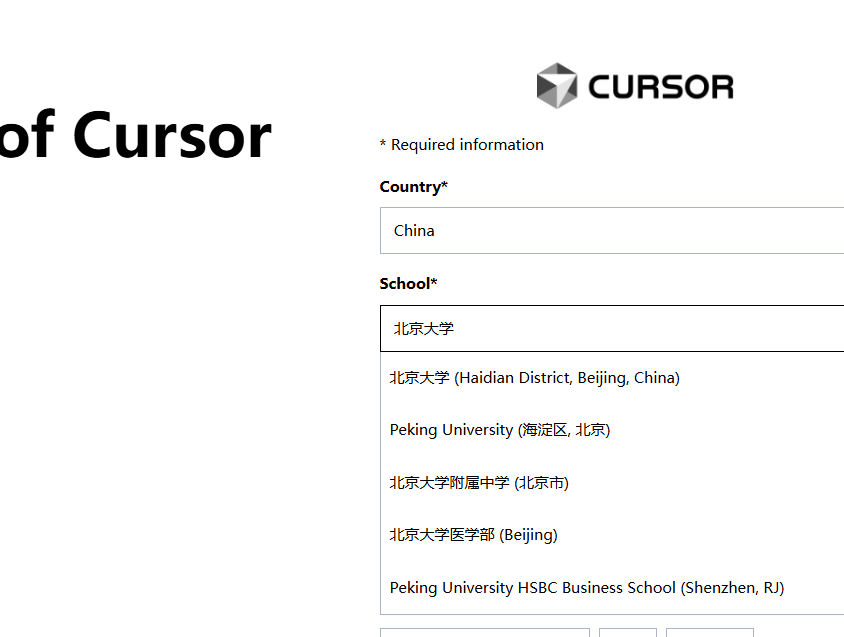 CURSOR
of Cursor
* Required information
Country*
China
School*
北京大学
北京大学 (Haidian District, Beijing, China)
Peking University (海淀区, 北京)
北京大学附属中学 (北京市)
北京大学医学部 (Beijing)
Peking University HSBC Business School (Shenzhen, RJ)